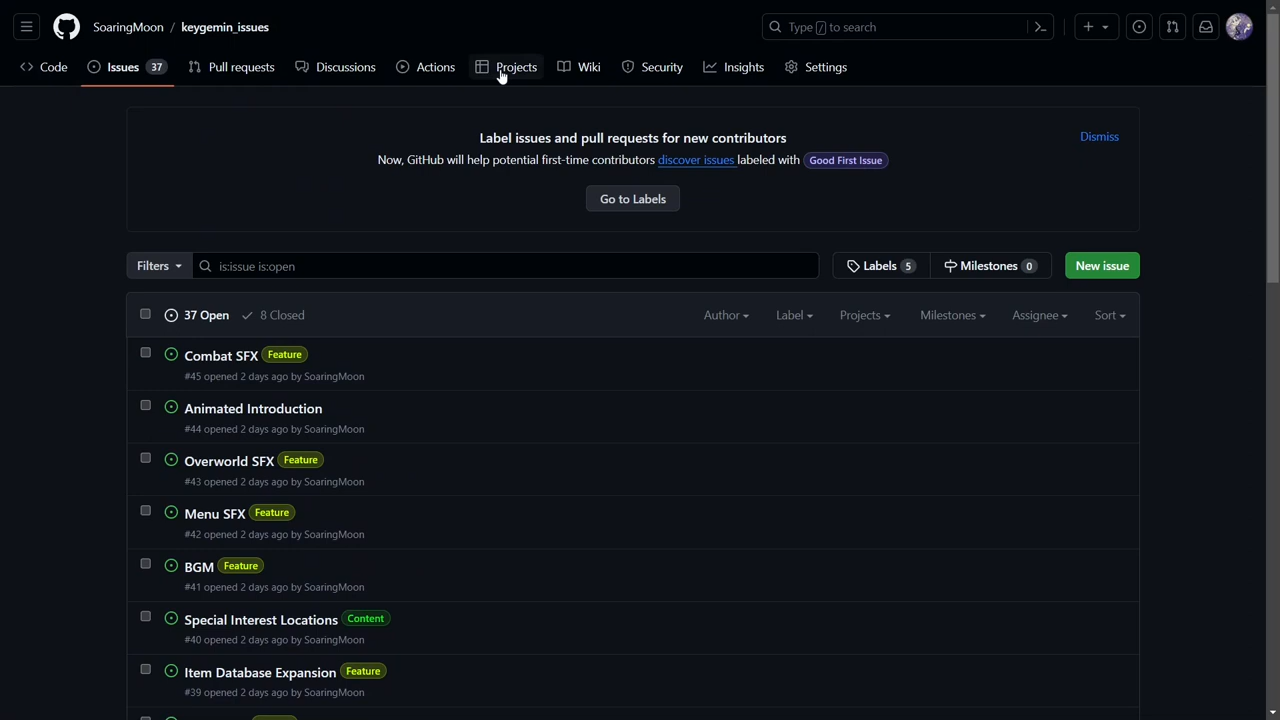 SoaringMoon / keygemin_issues
Type / to search
Code Issues 37 Pull requests Discussions Actions Projects Wiki Security Insights Settings
Label issues and pull requests for new contributors
Dismiss
Now, GitHub will help potential first-time contributors discover issues labeled with Good First Issue
Go to Labels
Filters is:issue is:open Labels 5 Milestones 0 New issue
37 Open 8 Closed Author Label Projects Milestones Assignee Sort
Combat SFX Feature
#45 opened 2 days ago by SoaringMoon
Animated Introduction
#44 opened 2 days ago by SoaringMoon
Overworld SFX Feature
#43 opened 2 days ago by SoaringMoon
Menu SFX Feature
#42 opened 2 days ago by SoaringMoon
BGM Feature
#41 opened 2 days ago by SoaringMoon
Special Interest Locations Content
#40 opened 2 days ago by SoaringMoon
Item Database Expansion Feature
#39 opened 2 days ago by SoaringMoon